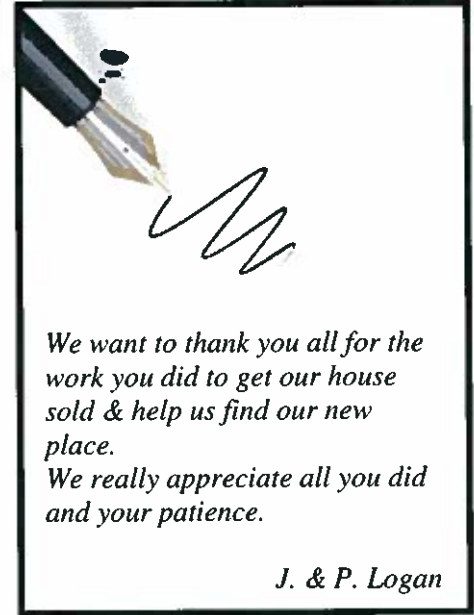 We want to thank you all for the
work you did to get our house
sold & help us find our new
place.
We really appreciate all you did
and your patience.
J. & P. Logan